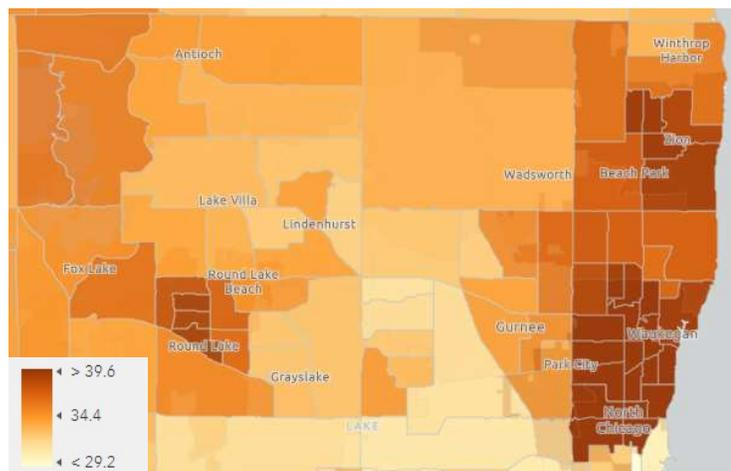 Winthrop
Harbor
Antioch
Zion
Wadsworth
Beach Park
Lake Villa
Lindenhurst
Fox Lake
Round Lake
Beach
Gurnee
Waukegan
Round Lake
Park City
Grayslake
North
Chicago
LAKE
> 39.6
34.4
< 29.2